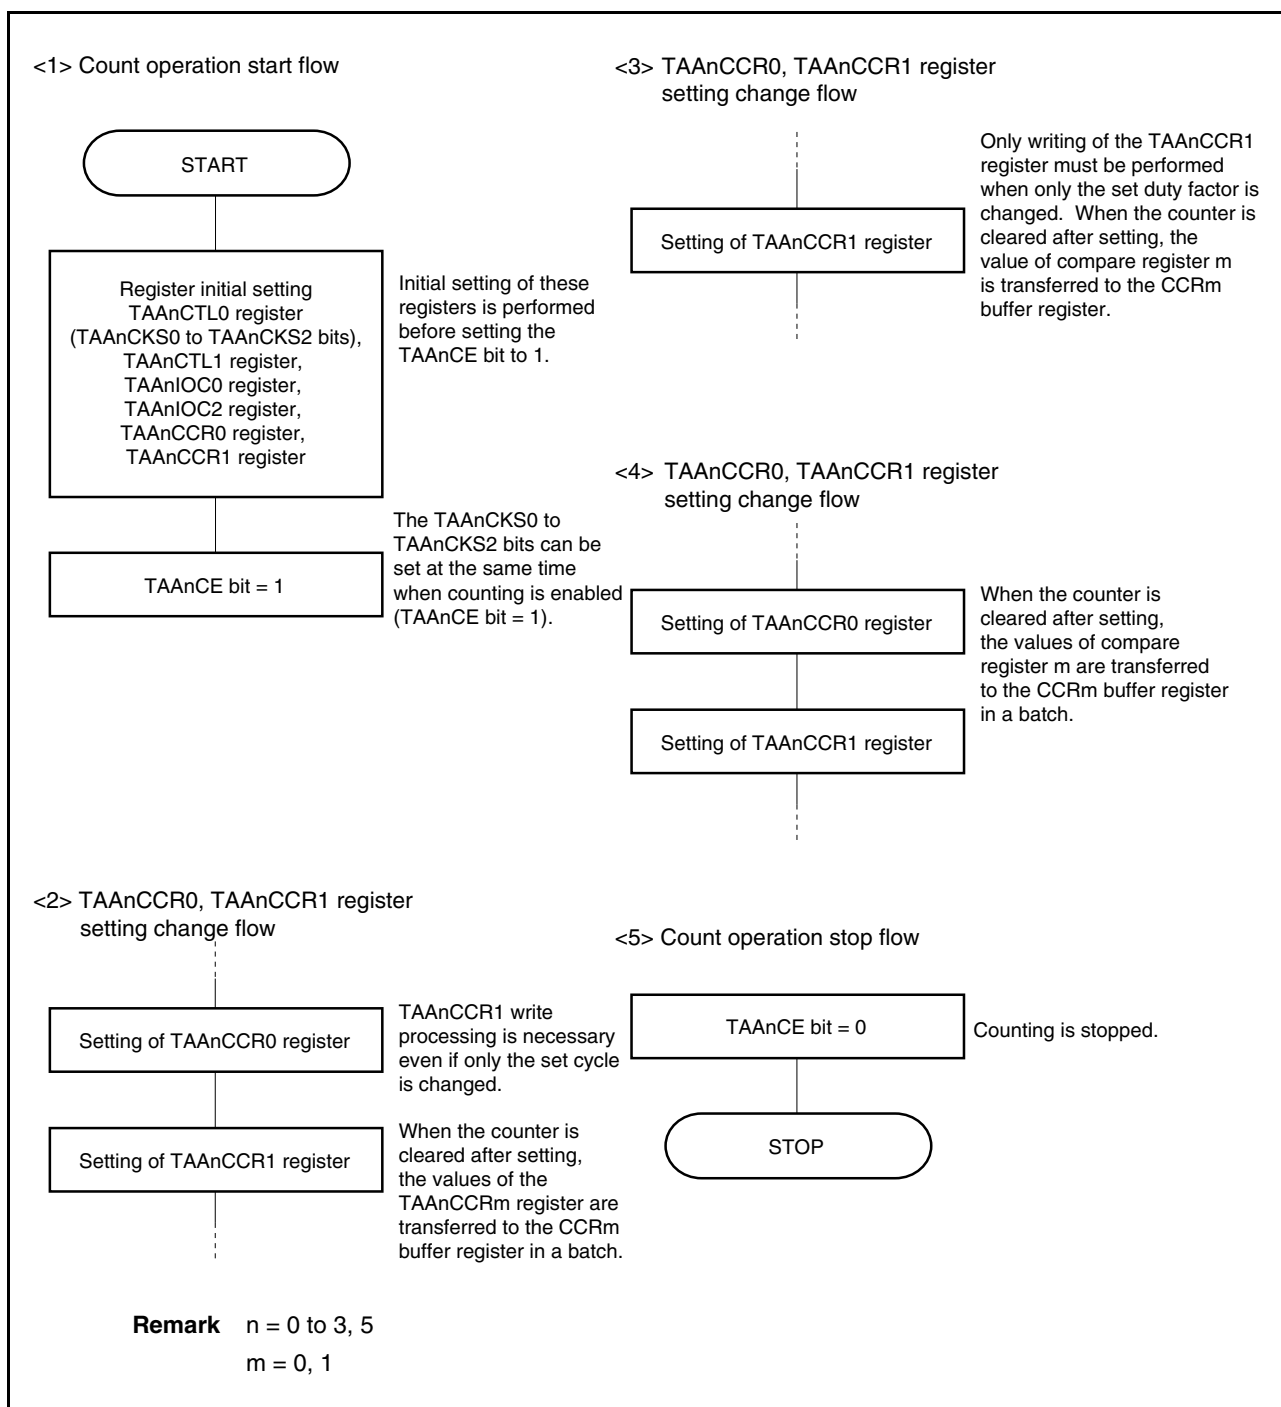 <1> Count operation start flow
START
Register initial setting
TAAnCTL0 register
(TAAnCKS0 to TAAnCKS2 bits),
TAAnCTL1 register,
TAAnIOC0 register,
TAAnIOC2 register,
TAAnCCR0 register,
TAAnCCR1 register
Initial setting of these
registers is performed
before setting the
TAAnCE bit to 1.
TAAnCE bit = 1
The TAAnCKS0 to
TAAnCKS2 bits can be
set at the same time
when counting is enabled
(TAAnCE bit = 1).
<2> TAAnCCR0, TAAnCCR1 register
setting change flow
Setting of TAAnCCR0 register
TAAnCCR1 write
processing is necessary
even if only the set cycle
is changed.
Setting of TAAnCCR1 register
When the counter is
cleared after setting,
the values of the
TAAnCCRm register are
transferred to the CCRm
buffer register in a batch.
<3> TAAnCCR0, TAAnCCR1 register
setting change flow
Setting of TAAnCCR1 register
Only writing of the TAAnCCR1
register must be performed
when only the set duty factor is
changed. When the counter is
cleared after setting, the
value of compare register m
is transferred to the CCRm
buffer register.
<4> TAAnCCR0, TAAnCCR1 register
setting change flow
Setting of TAAnCCR0 register
When the counter is
cleared after setting,
the values of compare
register m are transferred
to the CCRm buffer register
in a batch.
Setting of TAAnCCR1 register
<5> Count operation stop flow
TAAnCE bit = 0
Counting is stopped.
STOP
Remark n = 0 to 3, 5
m = 0, 1